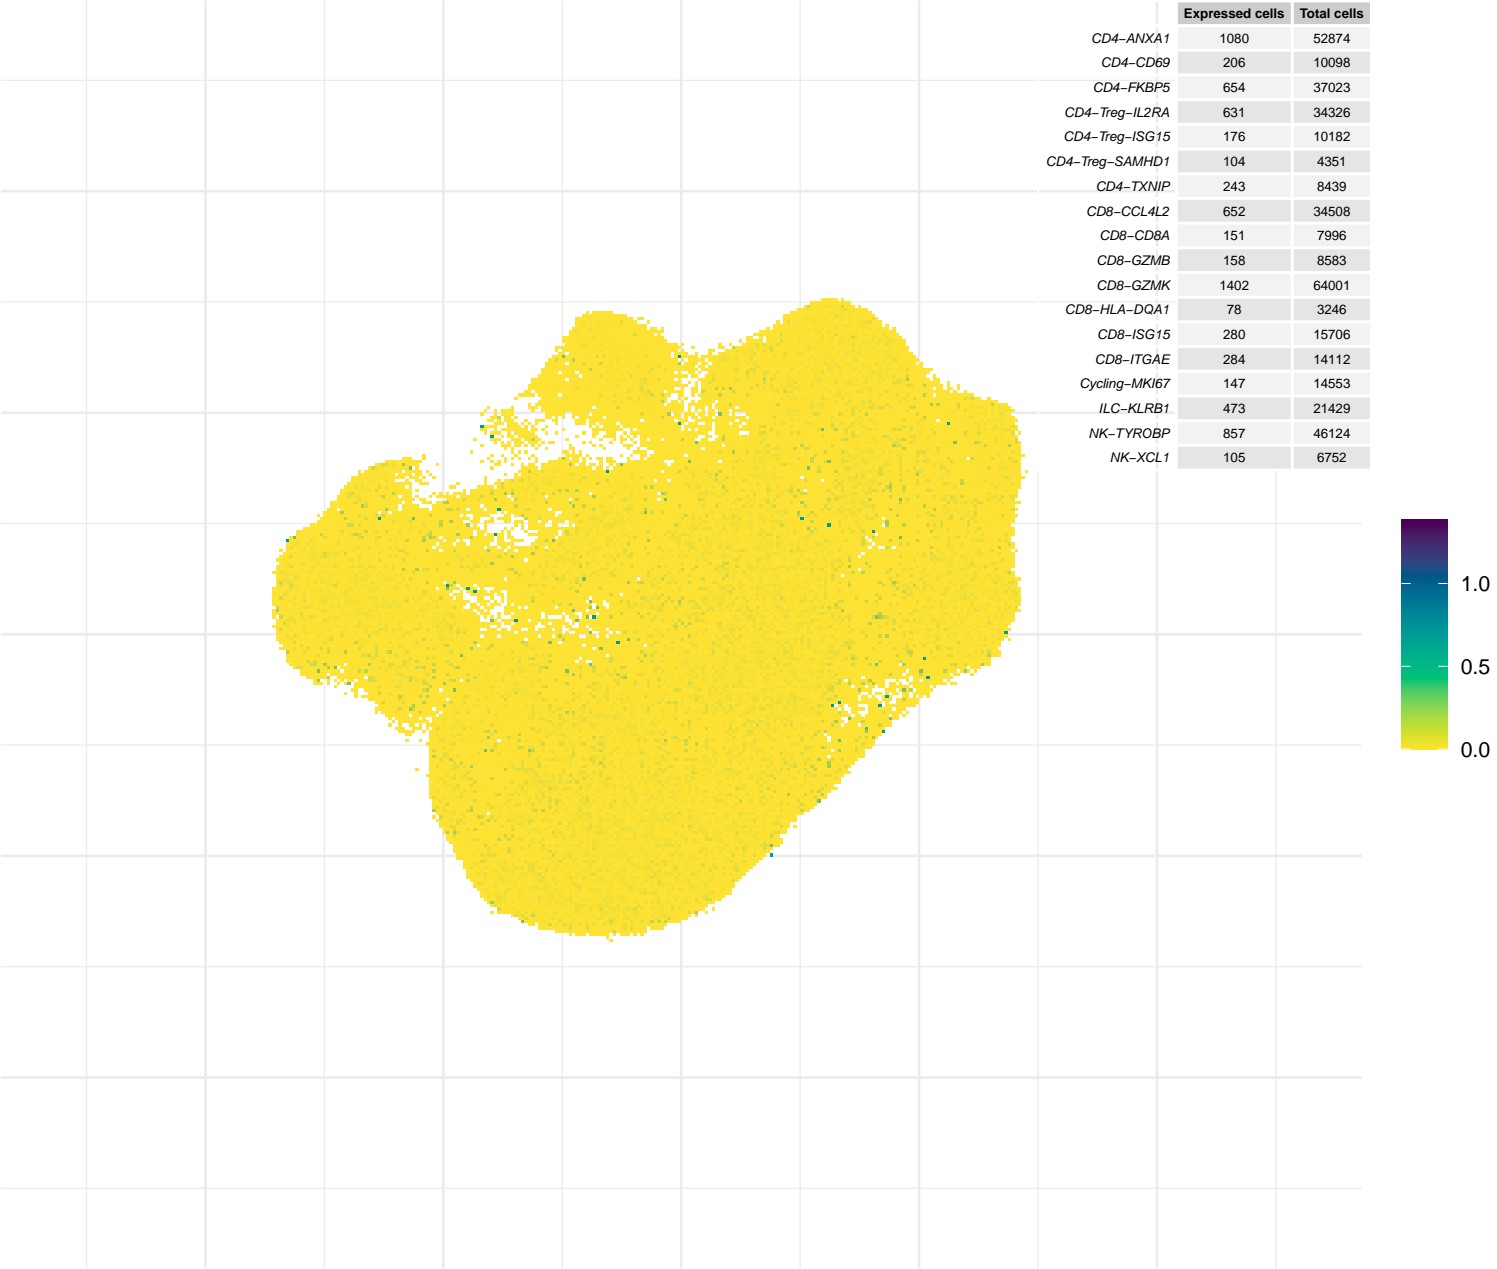 Expressed cells Total cells
CD4−ANXA1 1080 52874
CD4−CD69 206 10098
CD4−FKBP5 654 37023
CD4−Treg−IL2RA 631 34326
CD4−Treg−ISG15 176 10182
CD4−Treg−SAMHD1 104 4351
CD4−TXNIP 243 8439
CD8−CCL4L2 652 34508
CD8−CD8A 151 7996
CD8−GZMB 158 8583
CD8−GZMK 1402 64001
CD8−HLA−DQA1 78 3246
CD8−ISG15 280 15706
CD8−ITGAE 284 14112
Cycling−MKI67 147 14553
ILC−KLRB1 473 21429
NK−TYROBP 857 46124
NK−XCL1 105 6752
1.0
0.5
0.0